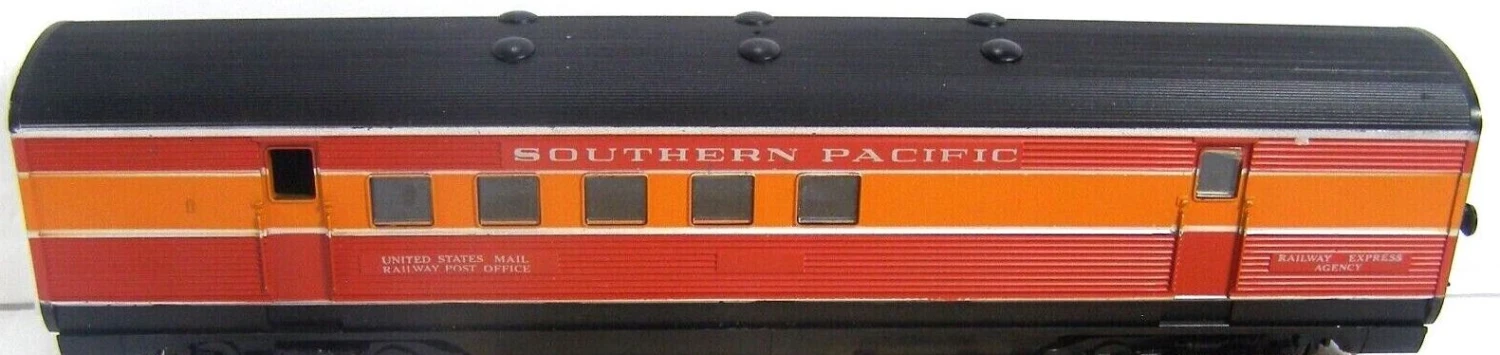 SOUTHERN PACIFIC
UNITED STATES MAIL
RAILWAY POST OFFICE
RAILWAY EXPRESS
AGENCY